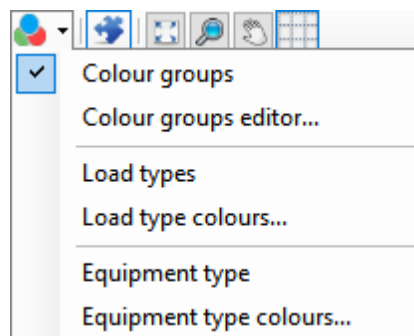 Colour groups
Colour groups editor...
Load types
Load type colours...
Equipment type
Equipment type colours...